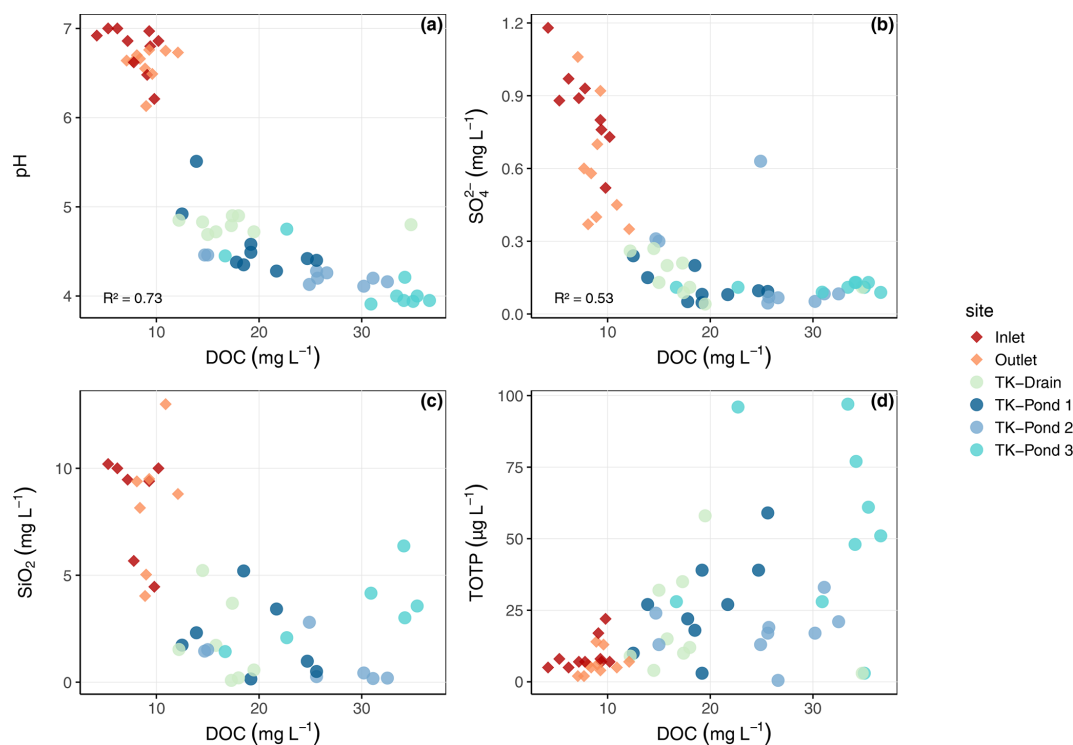 (a)
7
6
5
4
pH
R² = 0.73
10 20 30
DOC (mg L⁻¹)
(b)
1.2
0.9
0.6
0.3
0.0
SO₄²⁻ (mg L⁻¹)
R² = 0.53
10 20 30
DOC (mg L⁻¹)
(c)
10
5
0
SiO₂ (mg L⁻¹)
10 20 30
DOC (mg L⁻¹)
(d)
100
75
50
25
0
TOTP (µg L⁻¹)
10 20 30
DOC (mg L⁻¹)
site
Inlet
Outlet
TK−Drain
TK−Pond 1
TK−Pond 2
TK−Pond 3